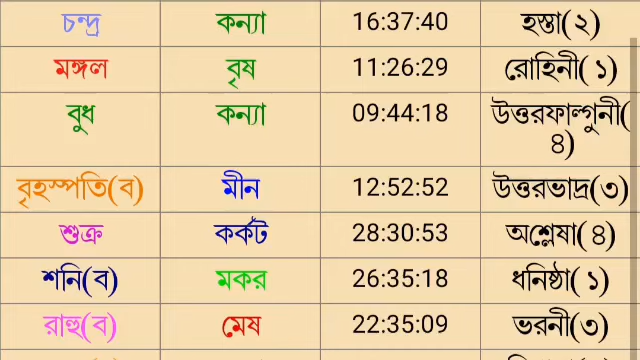 চন্দ্র কন্যা 16:37:40 হস্তা(২)
মঙ্গল বৃষ 11:26:29 রোহিনী(১)
বুধ কন্যা 09:44:18 উত্তরফাল্গুনী(
৪)
বৃহস্পতি(ব) মীন 12:52:52 উত্তরভাদ্র(৩)
শুক্র কর্কট 28:30:53 অশ্লেষা(৪)
শনি(ব) মকর 26:35:18 ধনিষ্ঠা(১)
রাহু(ব) মেষ 22:35:09 ভরনী(৩)